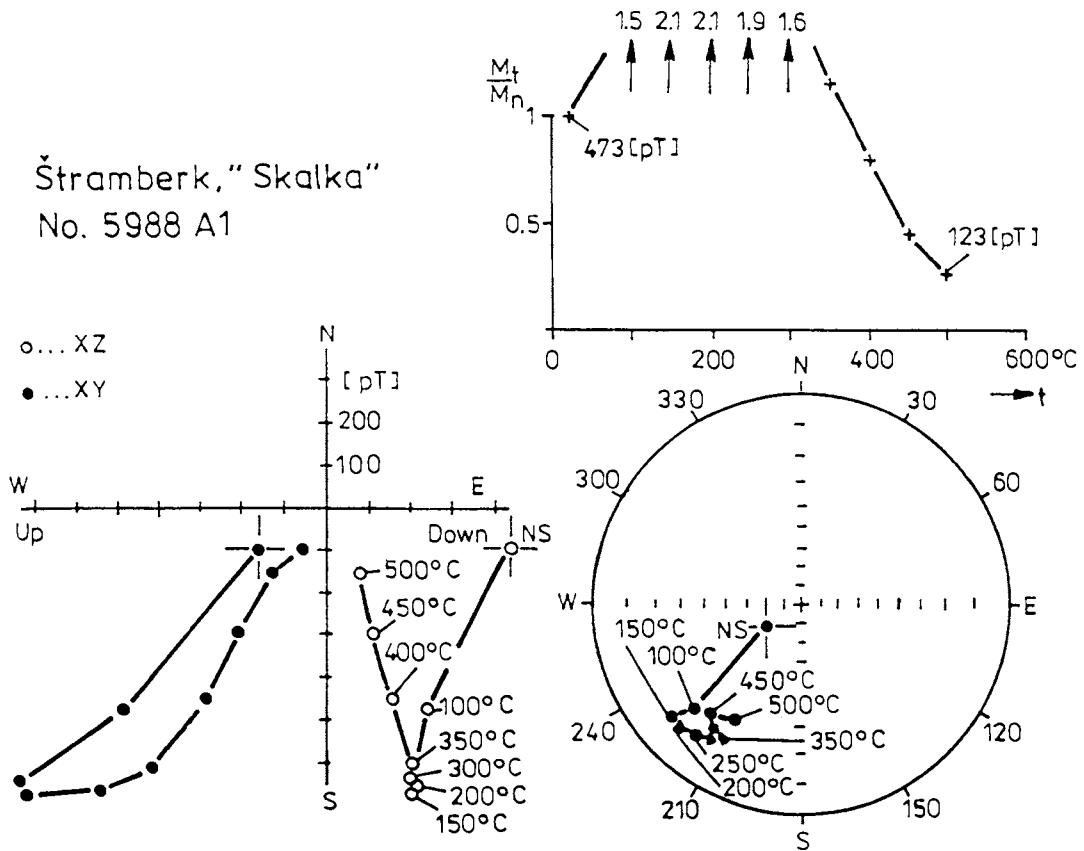 Štramberk, " Skalka"
No. 5988 A1
1.5 2.1 2.1 1.9 1.6
Mt
Mn
1
473[pT]
0.5
123[pT]
0 200 400 600°C
t
o... XZ
●...XY
N
[pT]
200
100
W E
Up Down NS
500°C
450°C
400°C
100°C
350°C
300°C
200°C
150°C
S
N
330 30
300 60
W E
NS
150°C
100°C
450°C
500°C
350°C
250°C
200°C
240 120
210 150
S